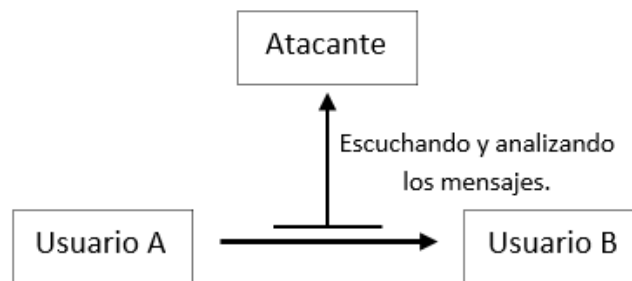 Atacante
Escuchando y analizando
los mensajes.
Usuario A
Usuario B